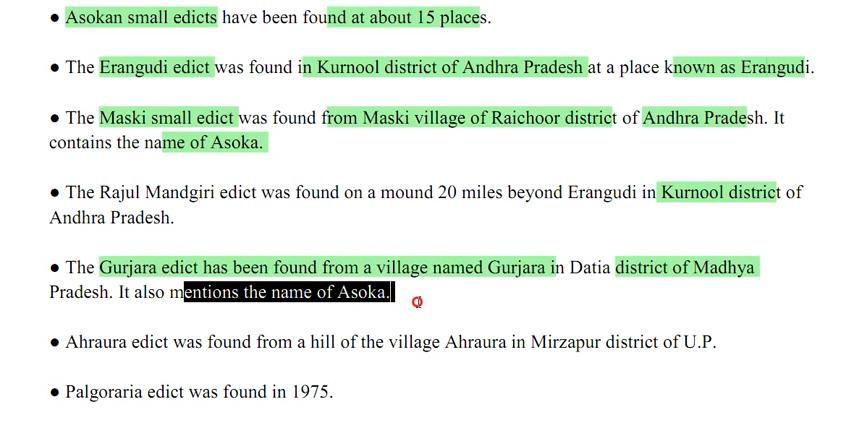 ● Asokan small edicts have been found at about 15 places.
● The Erangudi edict was found in Kurnool district of Andhra Pradesh at a place known as Erangudi.
● The Maski small edict was found from Maski village of Raichoor district of Andhra Pradesh. It
contains the name of Asoka.
● The Rajul Mandgiri edict was found on a mound 20 miles beyond Erangudi in Kurnool district of
Andhra Pradesh.
● The Gurjara edict has been found from a village named Gurjara in Datia district of Madhya
Pradesh. It also mentions the name of Asoka.
● Ahraura edict was found from a hill of the village Ahraura in Mirzapur district of U.P.
● Palgoraria edict was found in 1975.